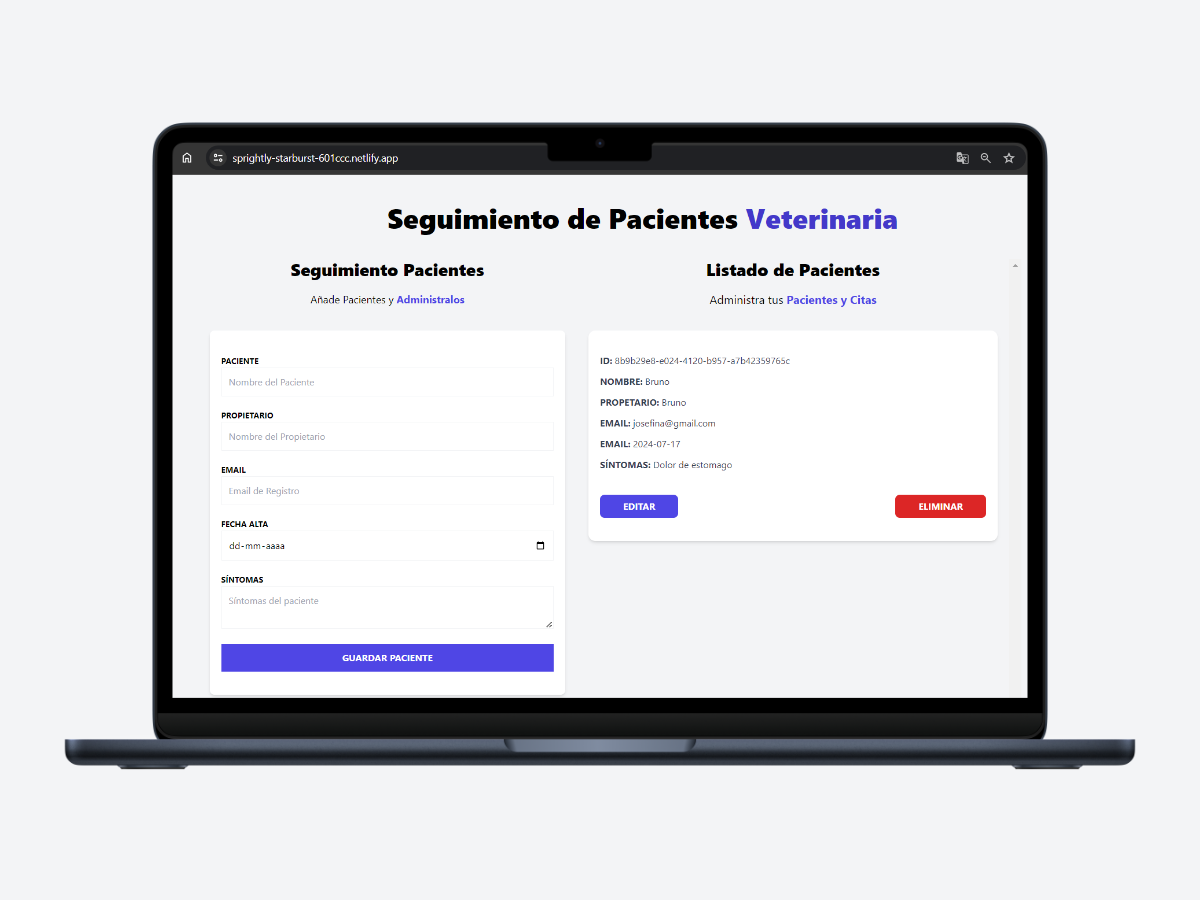 sprightly-starburst-601ccc.netlify.app
Seguimiento de Pacientes Veterinaria
Seguimiento Pacientes
Añade Pacientes y Administralos
PACIENTE
Nombre del Paciente
PROPIETARIO
Nombre del Propietario
EMAIL
Email de Registro
FECHA ALTA
dd-mm-aaaa
SÍNTOMAS
Síntomas del paciente
GUARDAR PACIENTE
Listado de Pacientes
Administra tus Pacientes y Citas
ID: 8b9b29e8-e024-4120-b957-a7b42359765c
NOMBRE: Bruno
PROPETARIO: Bruno
EMAIL: josefina@gmail.com
EMAIL: 2024-07-17
SÍNTOMAS: Dolor de estomago
EDITAR
ELIMINAR